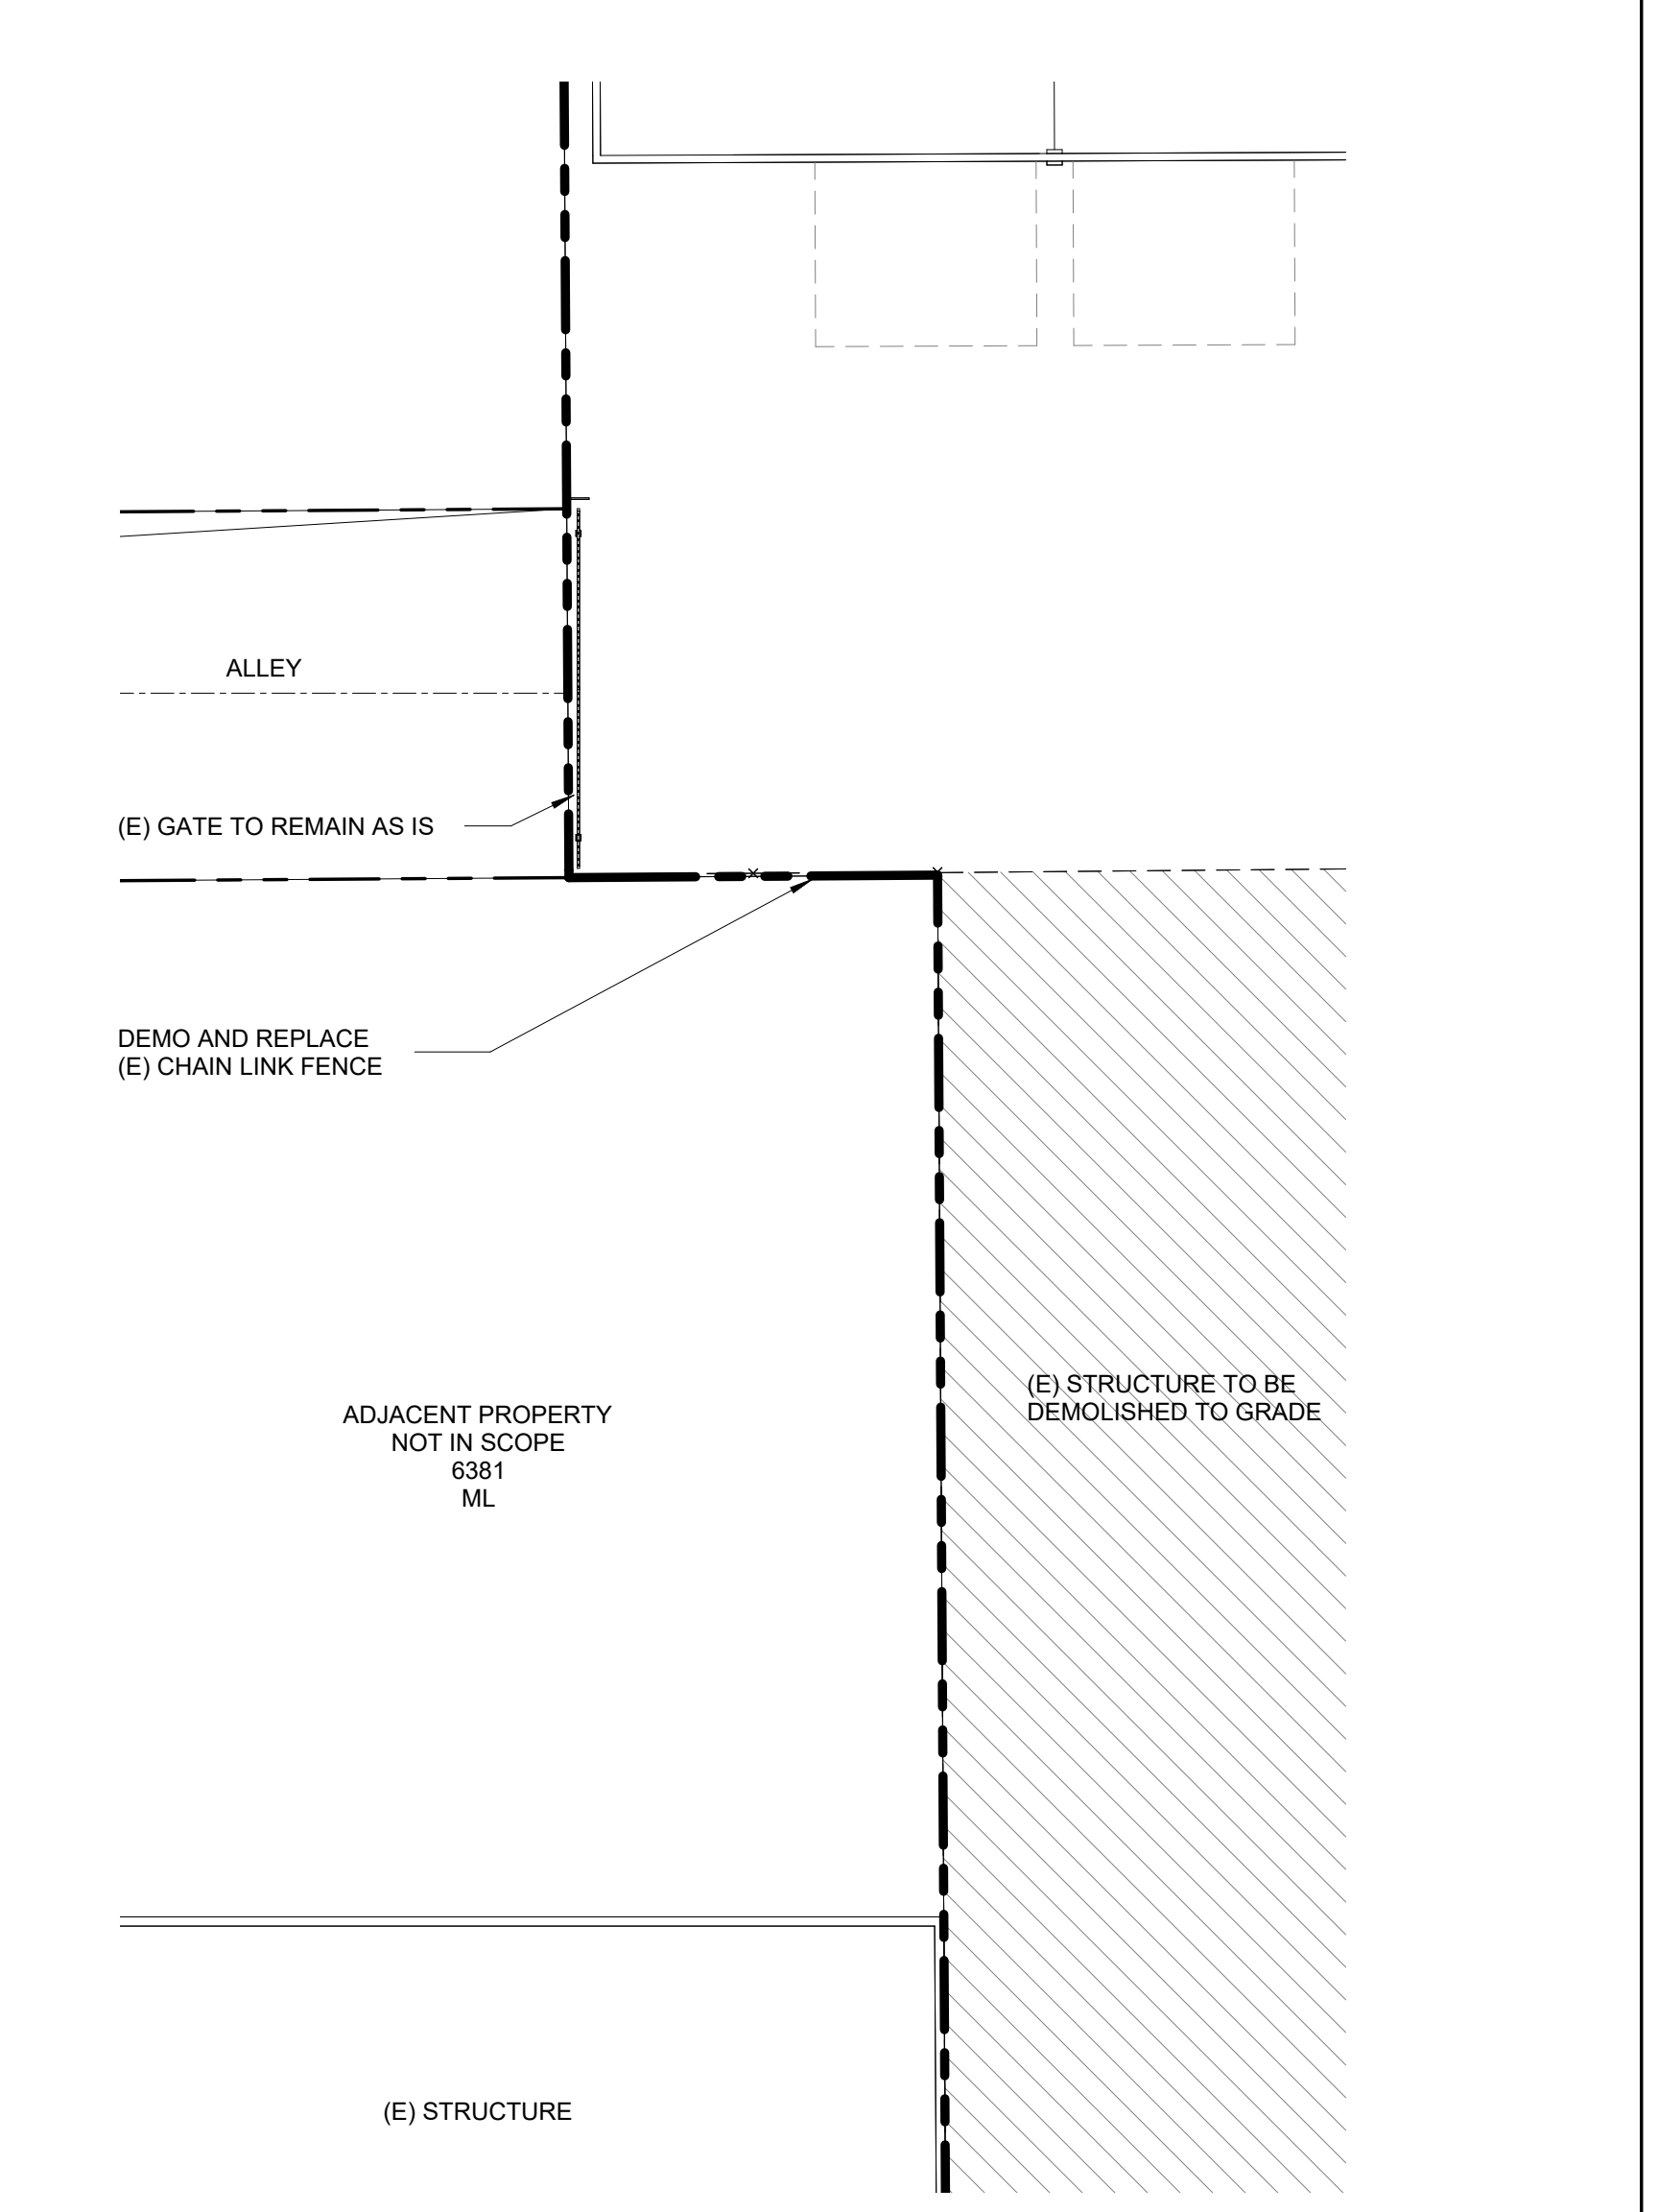 ALLEY
(E) GATE TO REMAIN AS IS
DEMO AND REPLACE
(E) CHAIN LINK FENCE
(E) STRUCTURE TO BE
DEMOLISHED TO GRADE
ADJACENT PROPERTY
NOT IN SCOPE
6381
ML
(E) STRUCTURE